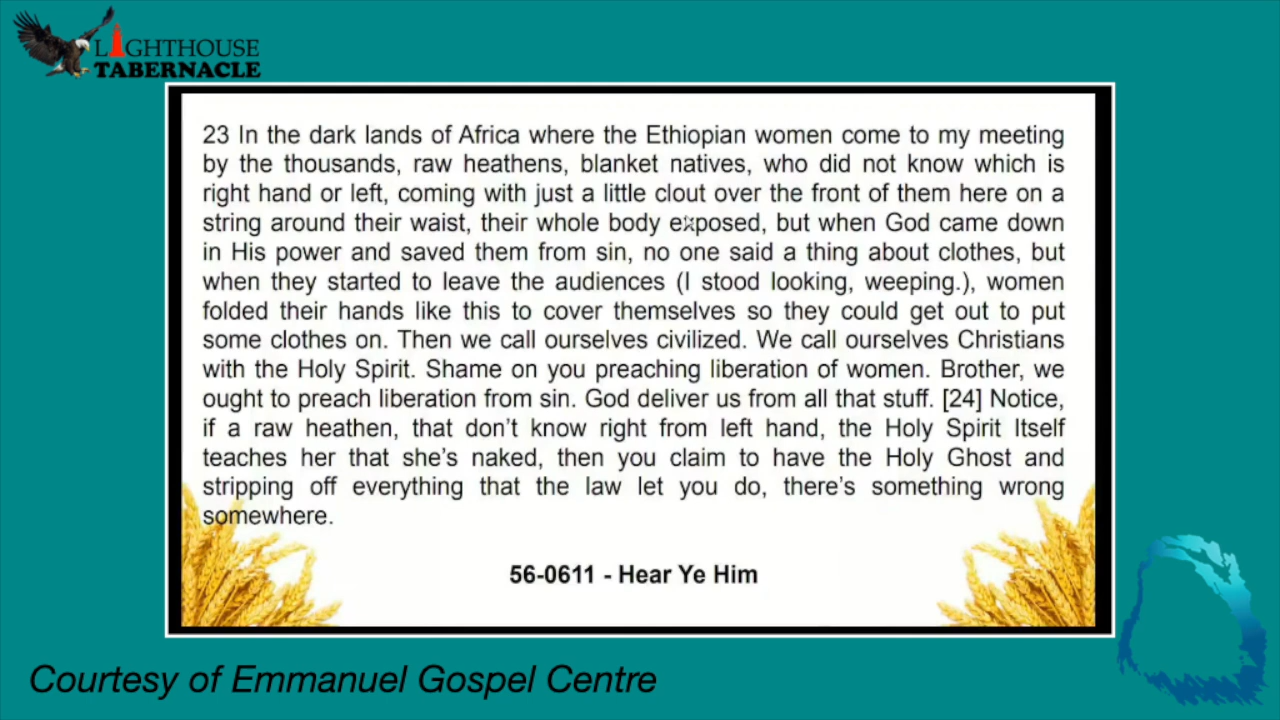 LIGHTHOUSE
TABERNACLE
23 In the dark lands of Africa where the Ethiopian women come to my meeting
by the thousands, raw heathens, blanket natives, who did not know which is
right hand or left, coming with just a little clout over the front of them here on a
string around their waist, their whole body exposed, but when God came down
in His power and saved them from sin, no one said a thing about clothes, but
when they started to leave the audiences (I stood looking, weeping.), women
folded their hands like this to cover themselves so they could get out to put
some clothes on. Then we call ourselves civilized. We call ourselves Christians
with the Holy Spirit. Shame on you preaching liberation of women. Brother, we
ought to preach liberation from sin. God deliver us from all that stuff. [24] Notice,
if a raw heathen, that don’t know right from left hand, the Holy Spirit Itself
teaches her that she’s naked, then you claim to have the Holy Ghost and
stripping off everything that the law let you do, there’s something wrong
somewhere.
56-0611 - Hear Ye Him
Courtesy of Emmanuel Gospel Centre